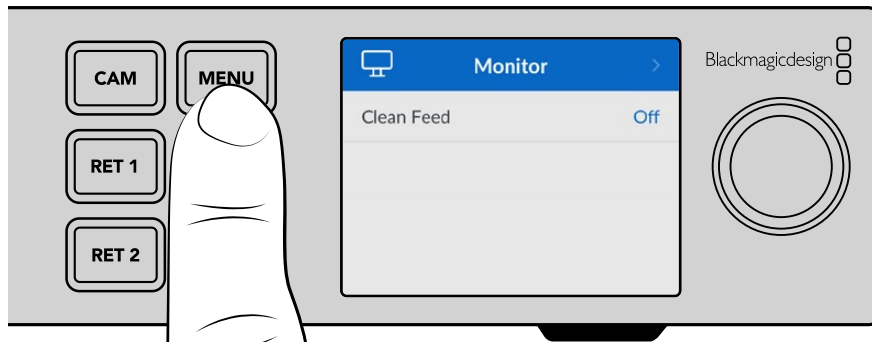 CAM
MENU
RET 1
RET 2
Monitor
Clean Feed Off
Blackmagicdesign